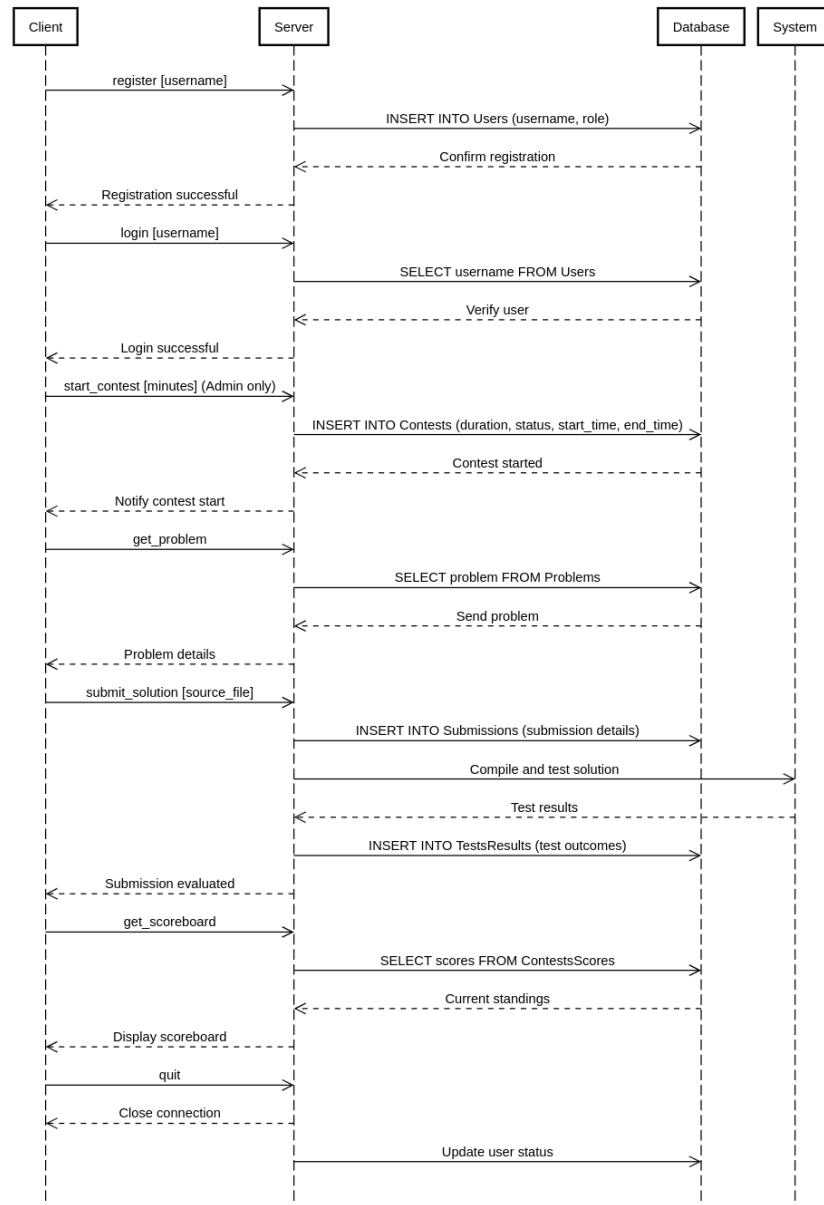 Client
Server
Database
System
register [username]
INSERT INTO Users (username, role)
Confirm registration
Registration successful
login [username]
SELECT username FROM Users
Verify user
Login successful
start_contest [minutes] (Admin only)
INSERT INTO Contests (duration, status, start_time, end_time)
Contest started
Notify contest start
get_problem
SELECT problem FROM Problems
Send problem
Problem details
submit_solution [source_file]
INSERT INTO Submissions (submission details)
Compile and test solution
Test results
INSERT INTO TestsResults (test outcomes)
Submission evaluated
get_scoreboard
SELECT scores FROM ContestsScores
Current standings
Display scoreboard
quit
Close connection
Update user status